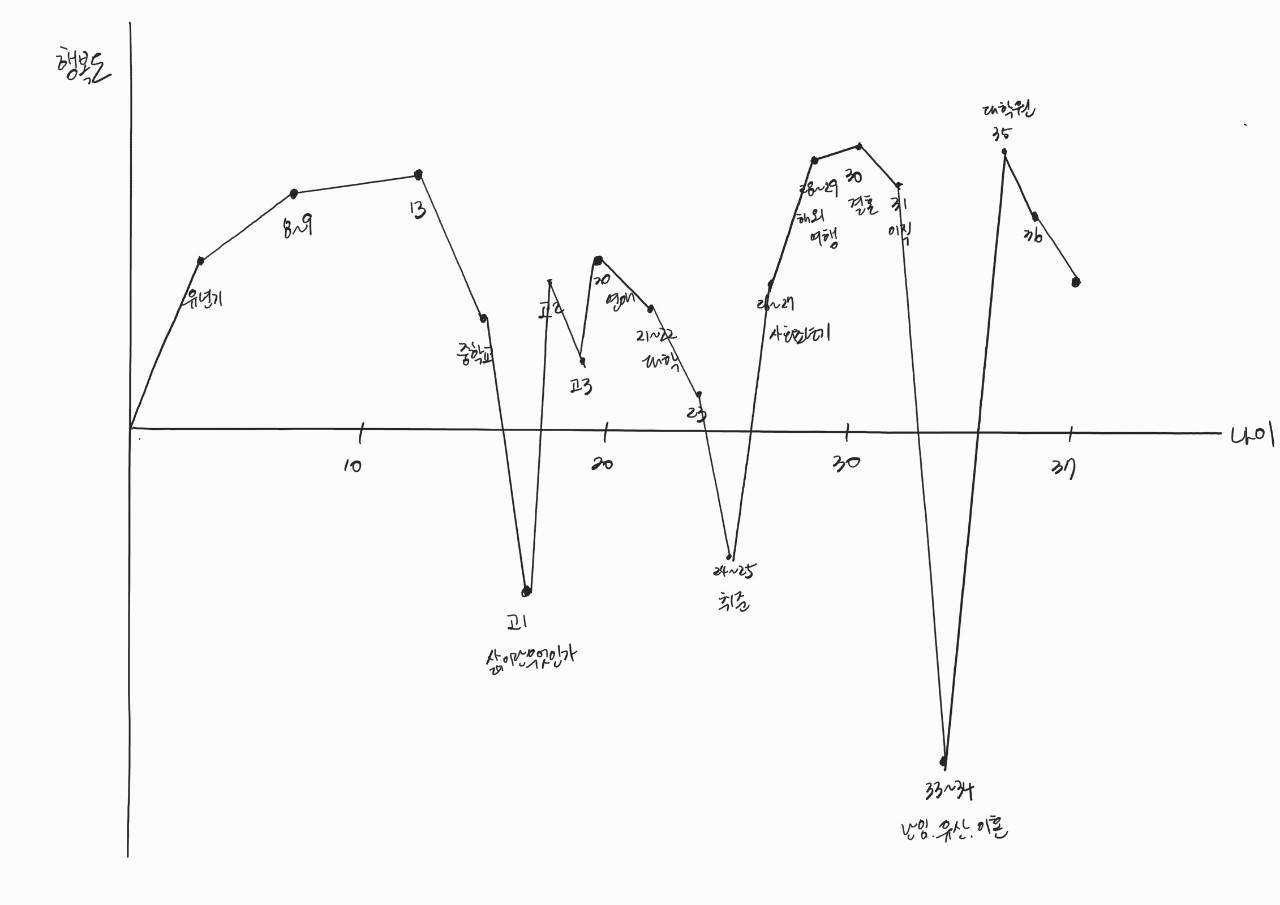 행복도
대학원
35
8~9
13
28~29
해외
여행
30
결혼
31
이직
36
유년기
중학교
고2
고3
20
연애
21~22
대학
23
26~27
사회초년기
나이
10
20
30
37
고1
삶이란무엇인가
24~25
취준
33~34
난임.유산.이혼